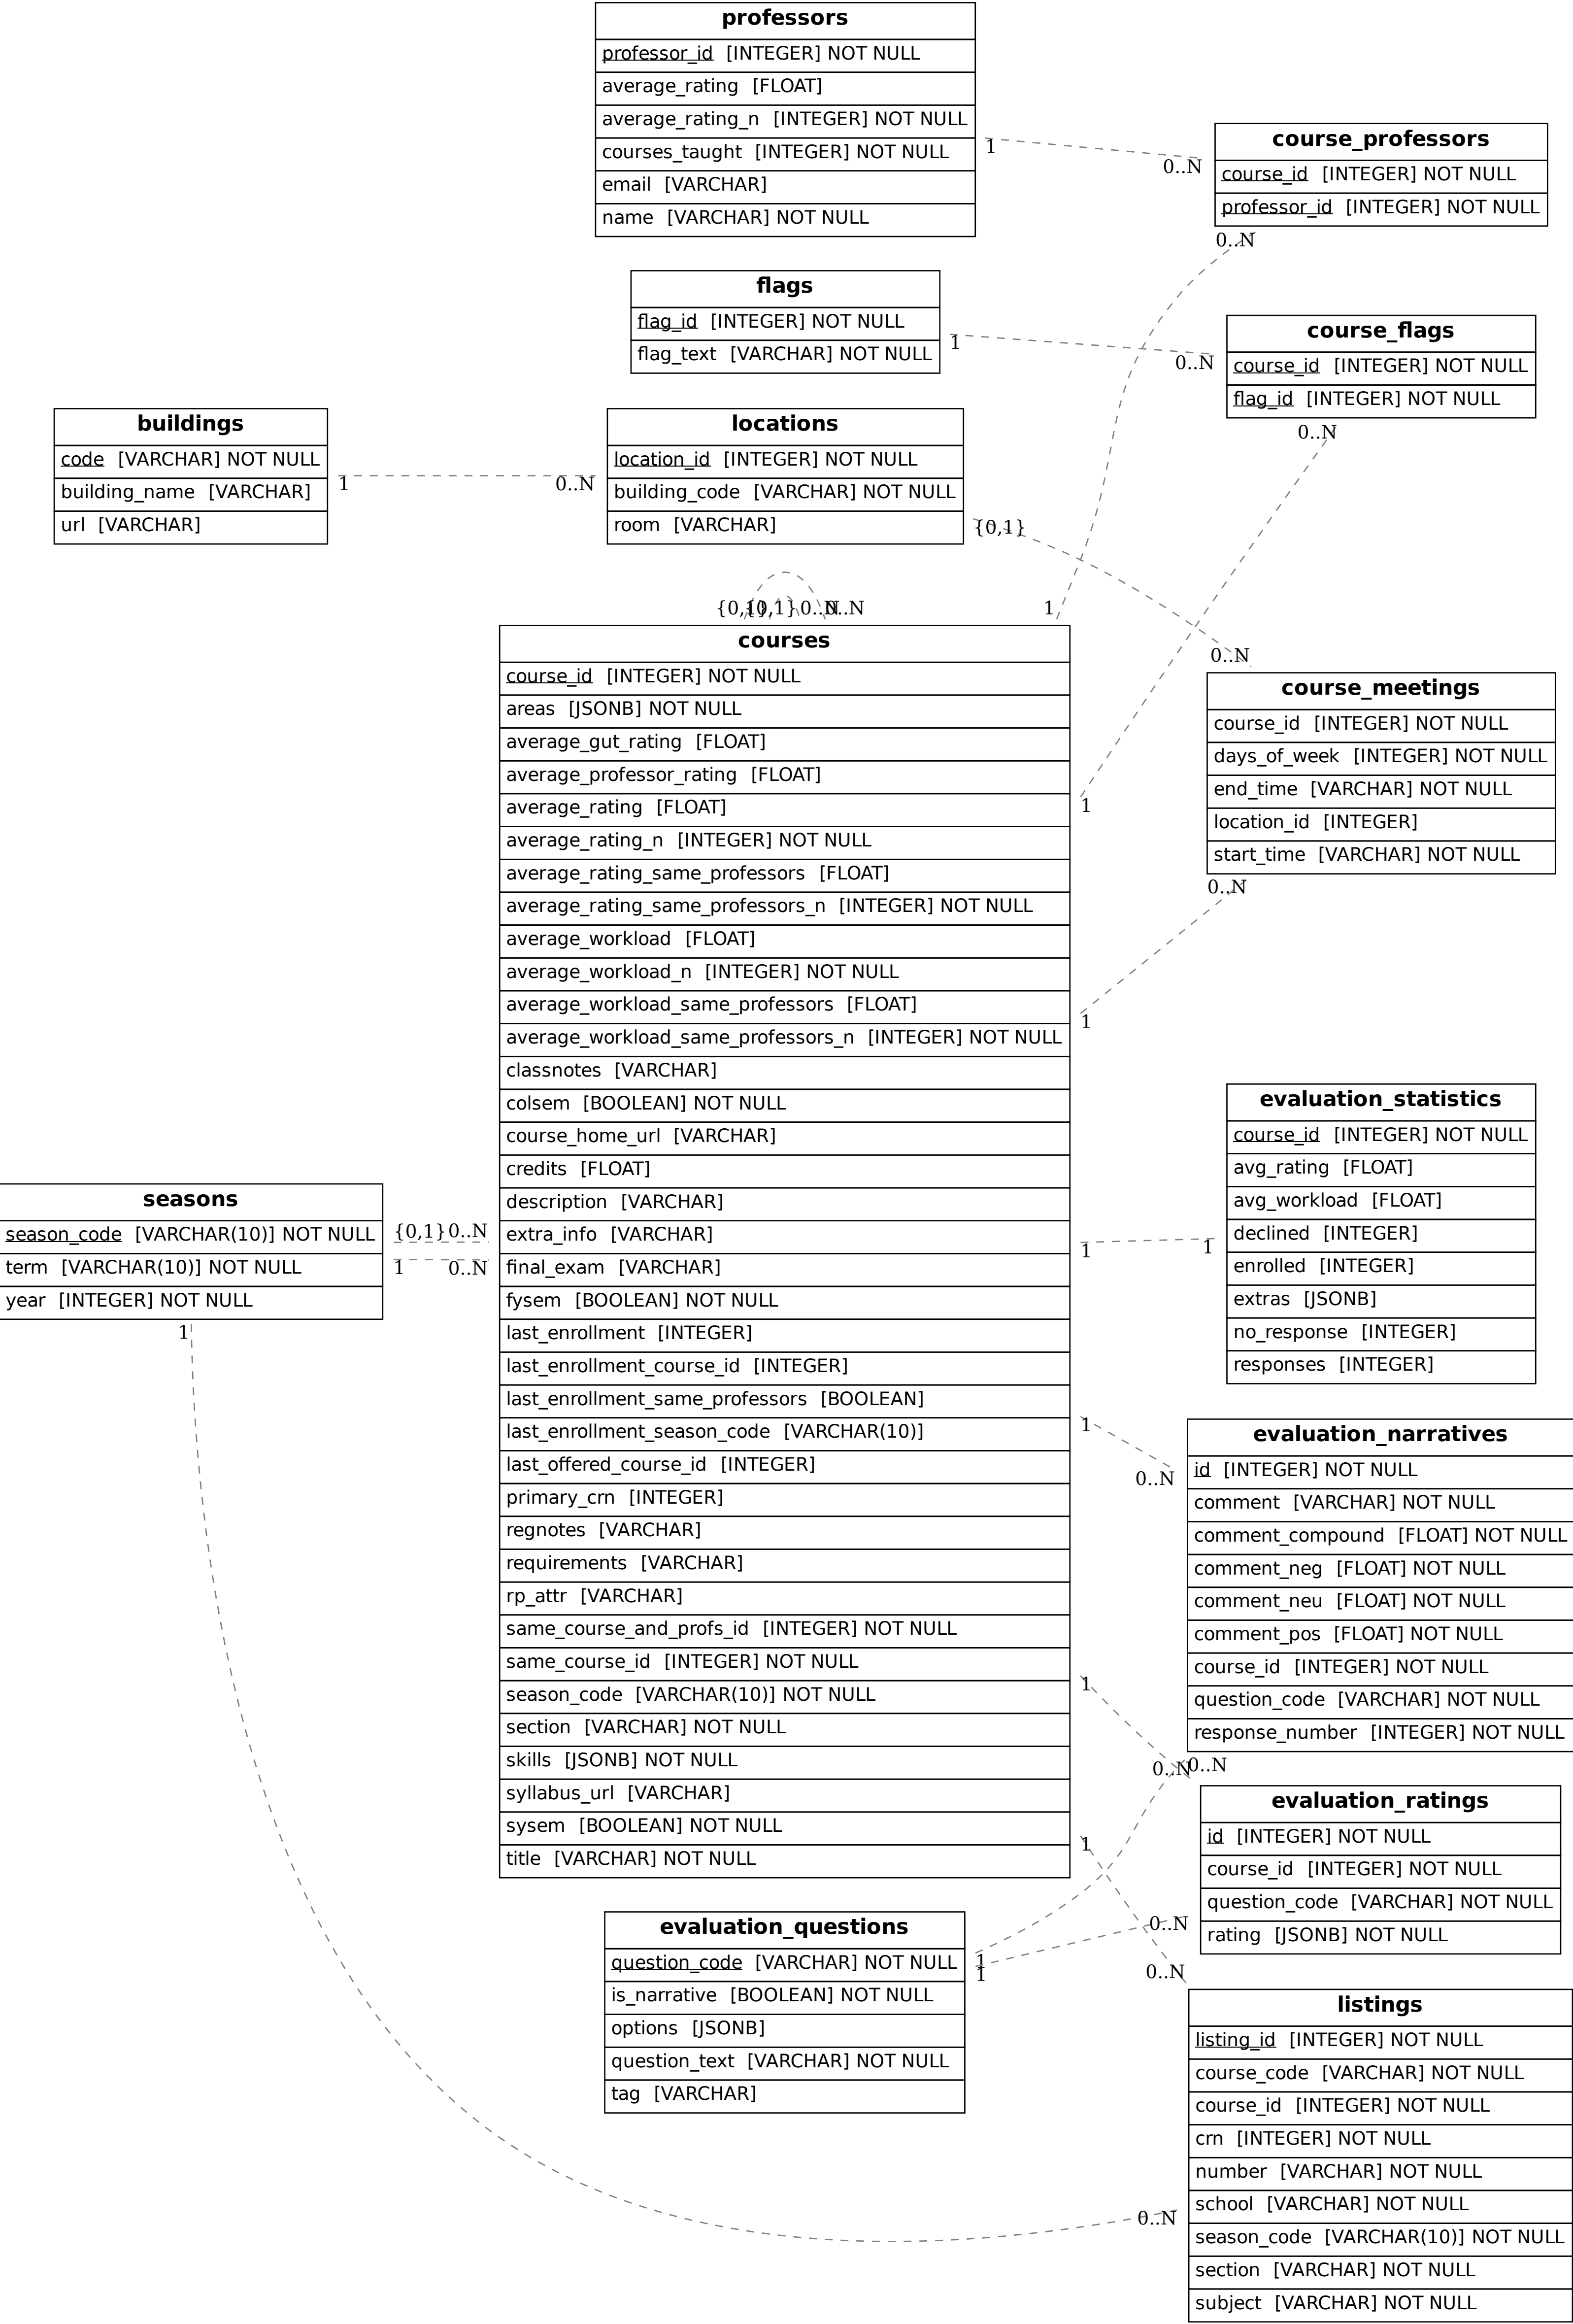 professors
professor_id [INTEGER] NOT NULL
average_rating [FLOAT]
average_rating_n [INTEGER] NOT NULL
courses_taught [INTEGER] NOT NULL
email [VARCHAR]
name [VARCHAR] NOT NULL
1
0..N
course_professors
course_id [INTEGER] NOT NULL
professor_id [INTEGER] NOT NULL
0..N
flags
flag_id [INTEGER] NOT NULL
flag_text [VARCHAR] NOT NULL
1
0..N
course_flags
course_id [INTEGER] NOT NULL
flag_id [INTEGER] NOT NULL
0..N
buildings
code [VARCHAR] NOT NULL
building_name [VARCHAR]
url [VARCHAR]
1
0..N
locations
location_id [INTEGER] NOT NULL
building_code [VARCHAR] NOT NULL
room [VARCHAR]
{0,1}
0..N
{0,1}
{0,1}
0..N
0..N
1
courses
course_id [INTEGER] NOT NULL
areas [JSONB] NOT NULL
average_gut_rating [FLOAT]
average_professor_rating [FLOAT]
average_rating [FLOAT]
average_rating_n [INTEGER] NOT NULL
average_rating_same_professors [FLOAT]
average_rating_same_professors_n [INTEGER] NOT NULL
average_workload [FLOAT]
average_workload_n [INTEGER] NOT NULL
average_workload_same_professors [FLOAT]
average_workload_same_professors_n [INTEGER] NOT NULL
classnotes [VARCHAR]
colsem [BOOLEAN] NOT NULL
course_home_url [VARCHAR]
credits [FLOAT]
description [VARCHAR]
extra_info [VARCHAR]
final_exam [VARCHAR]
fysem [BOOLEAN] NOT NULL
last_enrollment [INTEGER]
last_enrollment_course_id [INTEGER]
last_enrollment_same_professors [BOOLEAN]
last_enrollment_season_code [VARCHAR(10)]
last_offered_course_id [INTEGER]
primary_crn [INTEGER]
regnotes [VARCHAR]
requirements [VARCHAR]
rp_attr [VARCHAR]
same_course_and_profs_id [INTEGER] NOT NULL
same_course_id [INTEGER] NOT NULL
season_code [VARCHAR(10)] NOT NULL
section [VARCHAR] NOT NULL
skills [JSONB] NOT NULL
syllabus_url [VARCHAR]
sysem [BOOLEAN] NOT NULL
title [VARCHAR] NOT NULL
1
course_meetings
course_id [INTEGER] NOT NULL
days_of_week [INTEGER] NOT NULL
end_time [VARCHAR] NOT NULL
location_id [INTEGER]
start_time [VARCHAR] NOT NULL
0..N
1
seasons
season_code [VARCHAR(10)] NOT NULL
term [VARCHAR(10)] NOT NULL
year [INTEGER] NOT NULL
{0,1}
0..N
1
0..N
1
evaluation_statistics
course_id [INTEGER] NOT NULL
avg_rating [FLOAT]
avg_workload [FLOAT]
declined [INTEGER]
enrolled [INTEGER]
extras [JSONB]
no_response [INTEGER]
responses [INTEGER]
1
1
1
0..N
evaluation_narratives
id [INTEGER] NOT NULL
comment [VARCHAR] NOT NULL
comment_compound [FLOAT] NOT NULL
comment_neg [FLOAT] NOT NULL
comment_neu [FLOAT] NOT NULL
comment_pos [FLOAT] NOT NULL
course_id [INTEGER] NOT NULL
question_code [VARCHAR] NOT NULL
response_number [INTEGER] NOT NULL
1
0..N
0..N
evaluation_ratings
id [INTEGER] NOT NULL
course_id [INTEGER] NOT NULL
question_code [VARCHAR] NOT NULL
rating [JSONB] NOT NULL
1
evaluation_questions
question_code [VARCHAR] NOT NULL
is_narrative [BOOLEAN] NOT NULL
options [JSONB]
question_text [VARCHAR] NOT NULL
tag [VARCHAR]
1
1
0..N
0..N
listings
listing_id [INTEGER] NOT NULL
course_code [VARCHAR] NOT NULL
course_id [INTEGER] NOT NULL
crn [INTEGER] NOT NULL
number [VARCHAR] NOT NULL
school [VARCHAR] NOT NULL
season_code [VARCHAR(10)] NOT NULL
section [VARCHAR] NOT NULL
subject [VARCHAR] NOT NULL
0..N